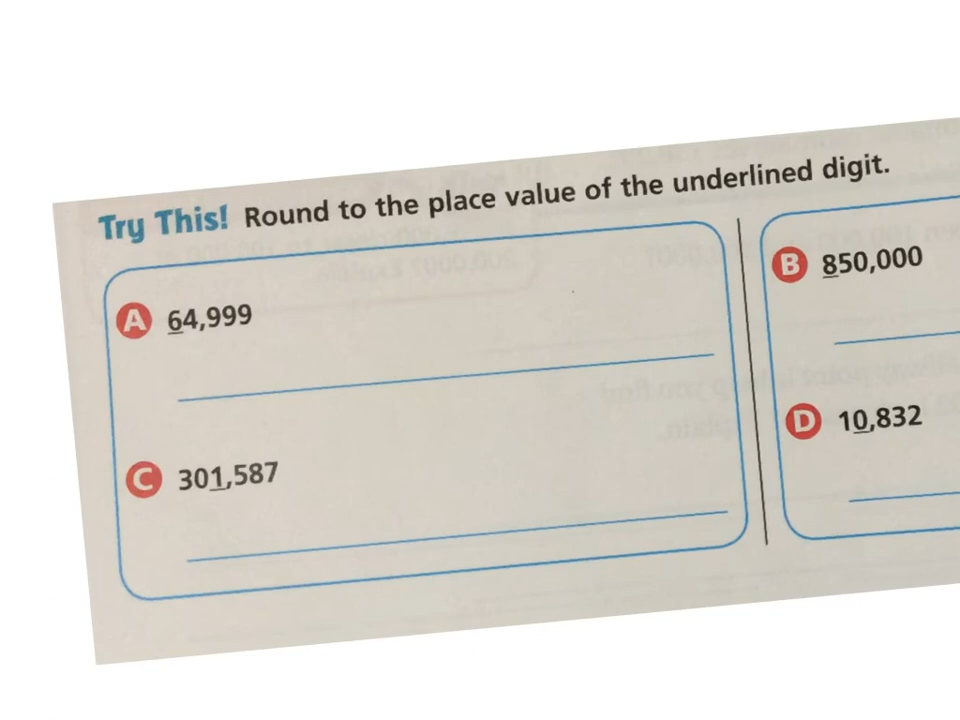 Try This! Round to the place value of the underlined digit.
A 64,999
B 850,000
C 301,587
D 10,832